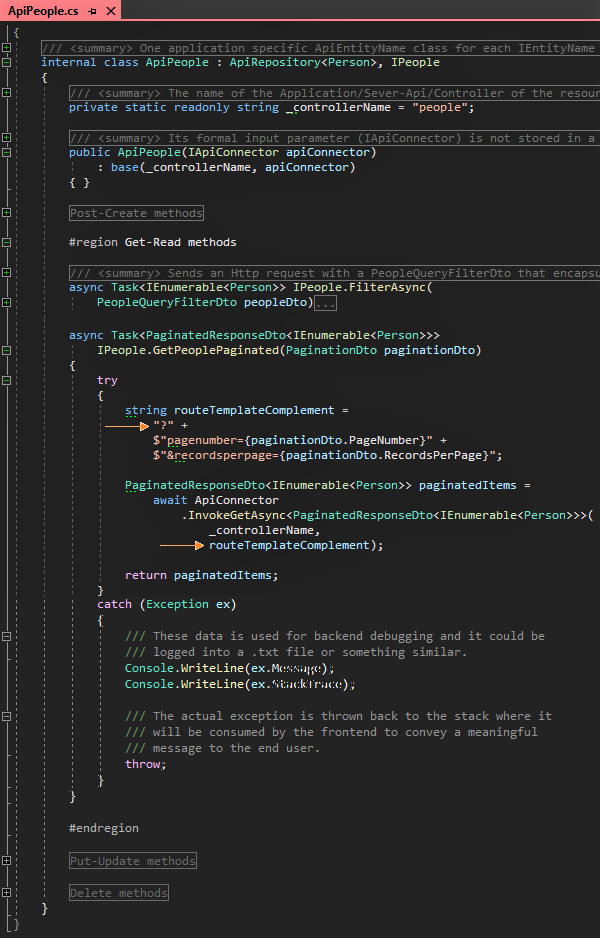 ApiPeople.cs
{
/// <summary> One application specific ApiEntityName class for each IEntityName
internal class ApiPeople : ApiRepository<Person>, IPeople
{
/// <summary> The name of the Application/Sever-Api/Controller of the resou
private static readonly string _controllerName = "people";
/// <summary> Its formal input parameter (IApiConnector) is not stored in a
public ApiPeople(IApiConnector apiConnector)
: base(_controllerName, apiConnector)
{ }
Post-Create methods
#region Get-Read methods
/// <summary> Sends an Http request with a PeopleQueryFilterDto that encapsu
async Task<IEnumerable<Person>> IPeople.FilterAsync(
PeopleQueryFilterDto peopleDto)...
async Task<PaginatedResponseDto<IEnumerable<Person>>>
IPeople.GetPeoplePaginated(PaginationDto paginationDto)
{
try
{
string routeTemplateComplement =
"?" +
$"pagenumber={paginationDto.PageNumber}" +
$"&recordsperpage={paginationDto.RecordsPerPage}";
PaginatedResponseDto<IEnumerable<Person>> paginatedItems =
await ApiConnector
.InvokeGetAsync<PaginatedResponseDto<IEnumerable<Person>>>(
_controllerName,
routeTemplateComplement);
return paginatedItems;
}
catch (Exception ex)
{
/// These data is used for backend debugging and it could be
/// logged into a .txt file or something similar.
Console.WriteLine(ex.Message);
Console.WriteLine(ex.StackTrace);
/// The actual exception is thrown back to the stack where it
/// will be consumed by the frontend to convey a meaningful
/// message to the end user.
throw;
}
}
#endregion
Put-Update methods
Delete methods
}
}